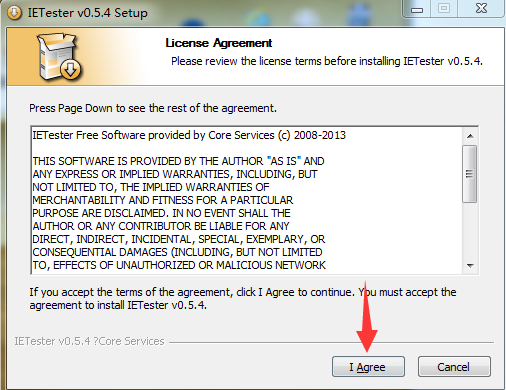 IETester v0.5.4 Setup
License Agreement
Please review the license terms before installing IETester v0.5.4.
Press Page Down to see the rest of the agreement.
IETester Free Software provided by Core Services (c) 2008-2013
THIS SOFTWARE IS PROVIDED BY THE AUTHOR "AS IS" AND
ANY EXPRESS OR IMPLIED WARRANTIES, INCLUDING, BUT
NOT LIMITED TO, THE IMPLIED WARRANTIES OF
MERCHANTABILITY AND FITNESS FOR A PARTICULAR
PURPOSE ARE DISCLAIMED. IN NO EVENT SHALL THE
AUTHOR OR ANY CONTRIBUTOR BE LIABLE FOR ANY
DIRECT, INDIRECT, INCIDENTAL, SPECIAL, EXEMPLARY, OR
CONSEQUENTIAL DAMAGES (INCLUDING, BUT NOT LIMITED
TO, EFFECTS OF UNAUTHORIZED OR MALICIOUS NETWORK
If you accept the terms of the agreement, click I Agree to continue. You must accept the
agreement to install IETester v0.5.4.
IETester v0.5.4 ?Core Services
I Agree
Cancel